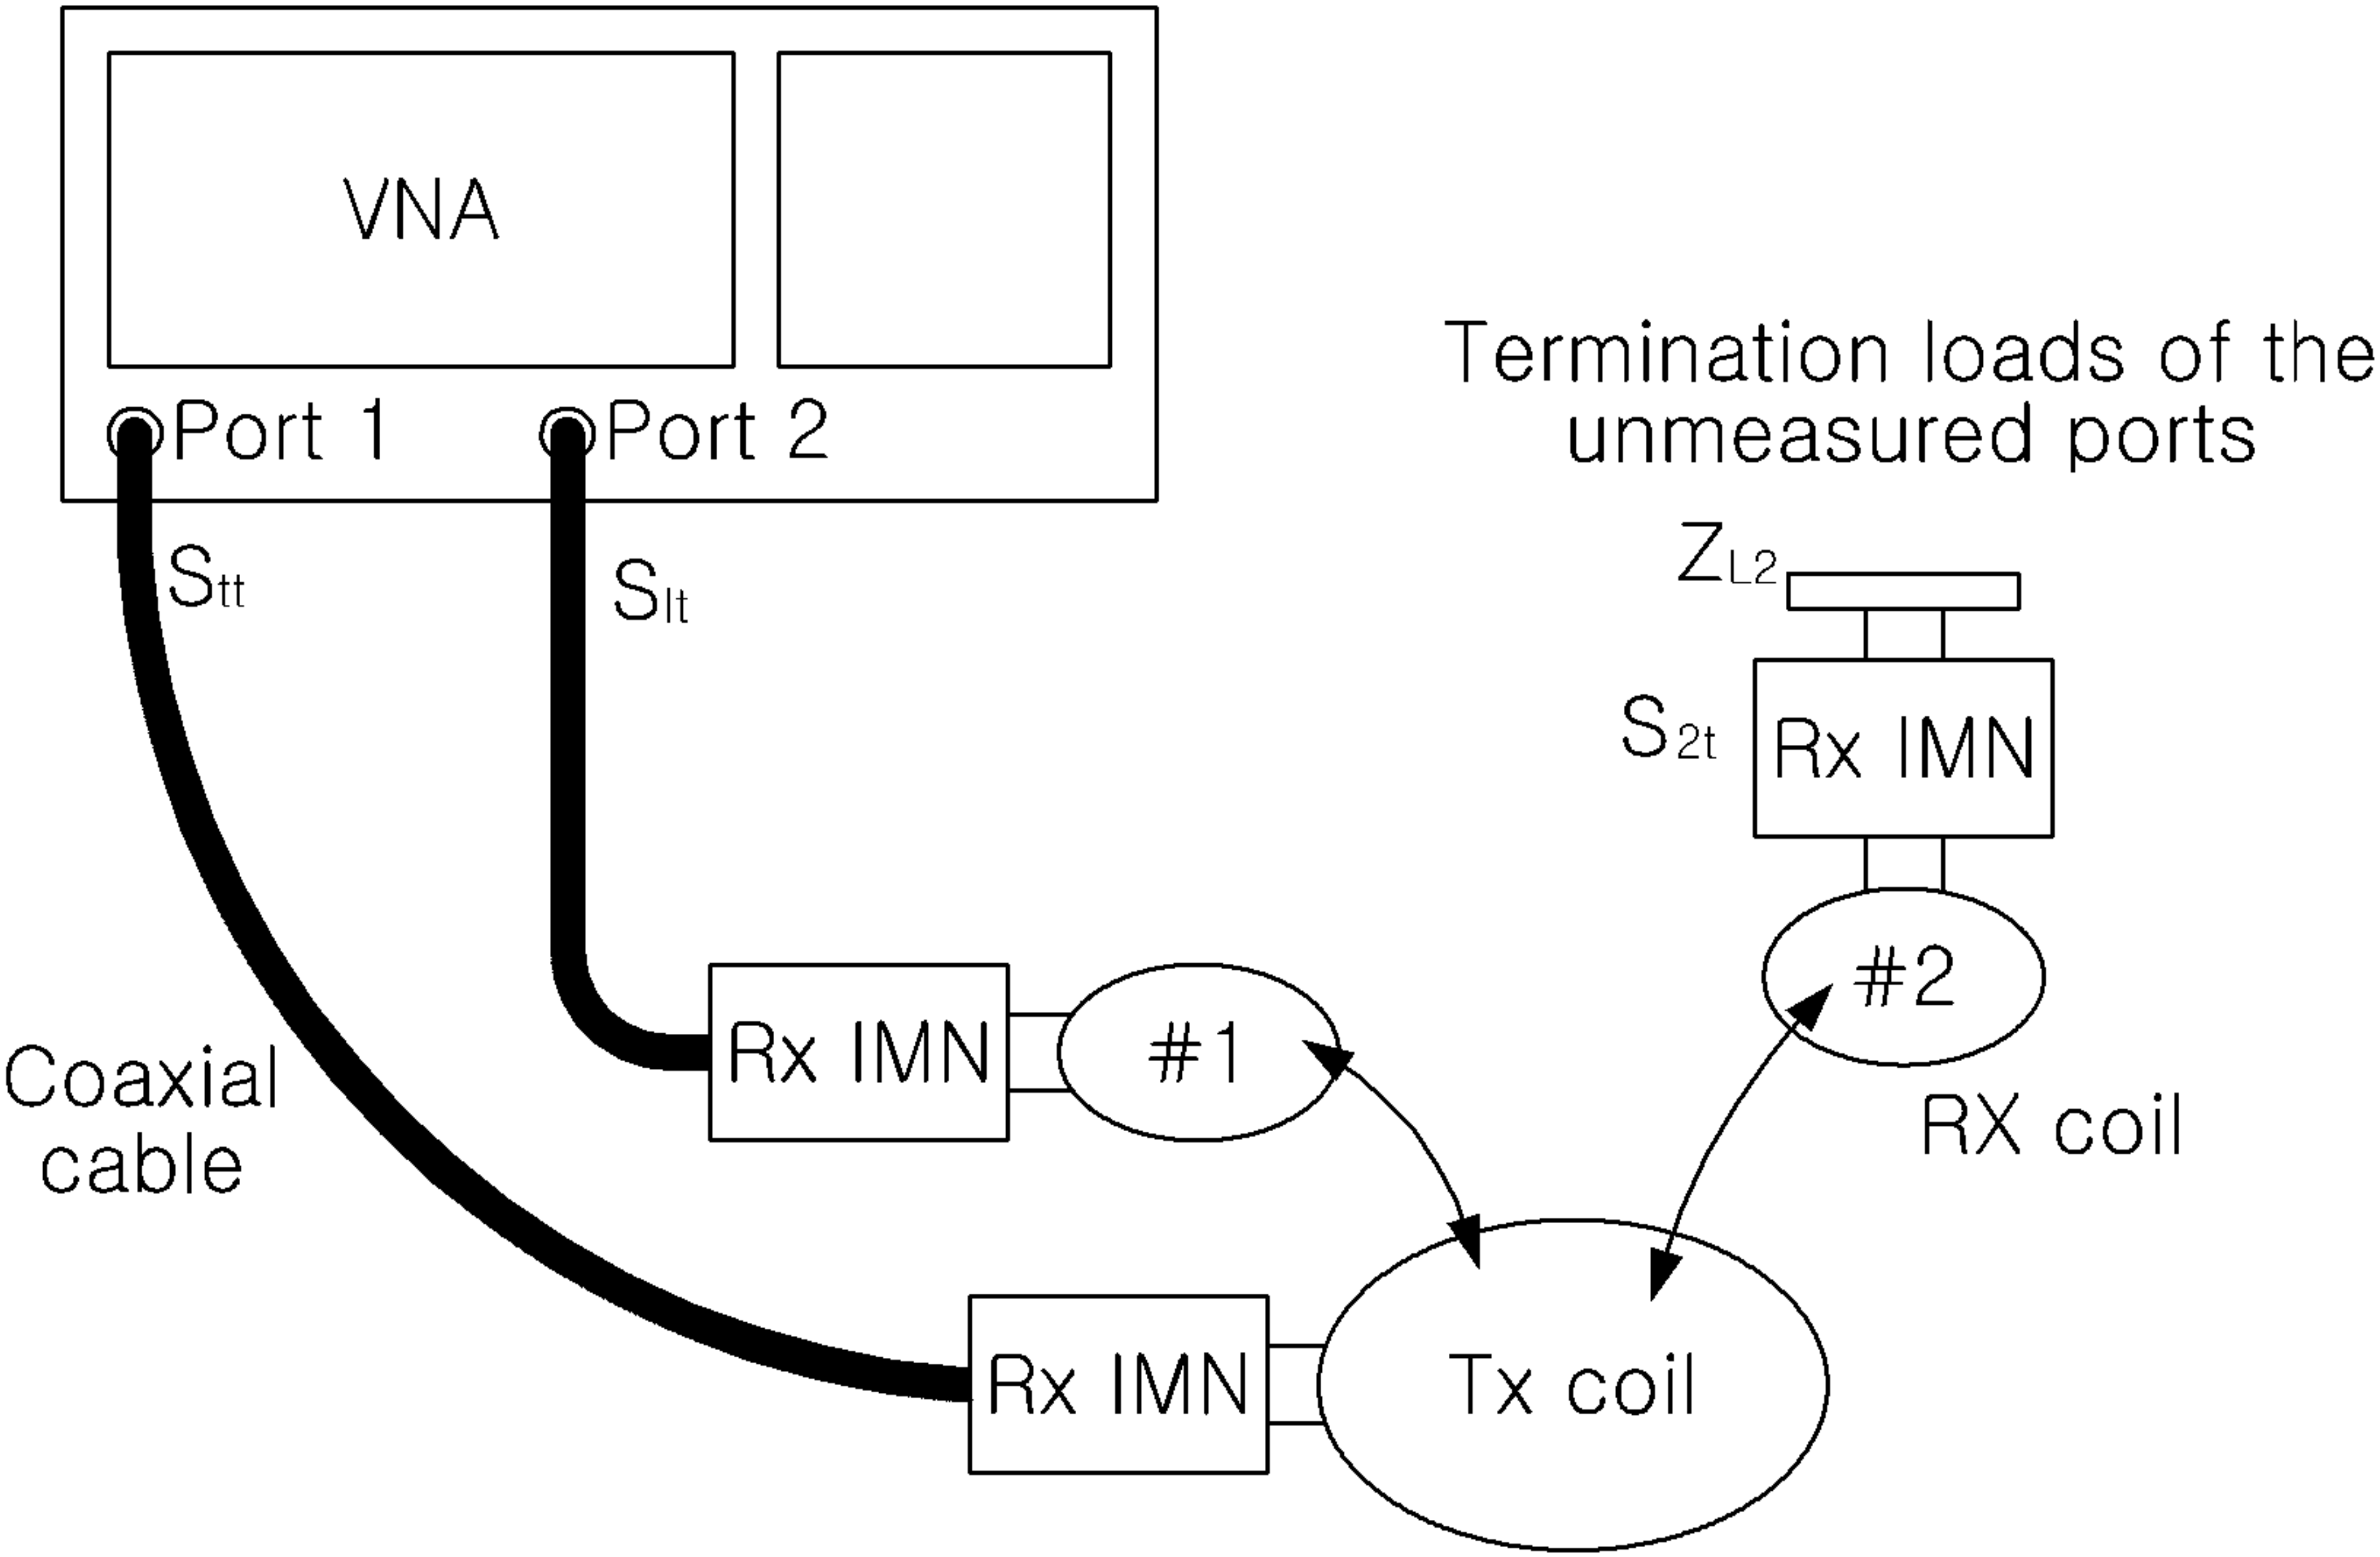 VNA
Port 1
Port 2
Termination loads of the
unmeasured ports
Stt
Slt
ZL2
S2t
Rx IMN
#2
RX coil
Rx IMN
#1
Coaxial
cable
Rx IMN
Tx coil